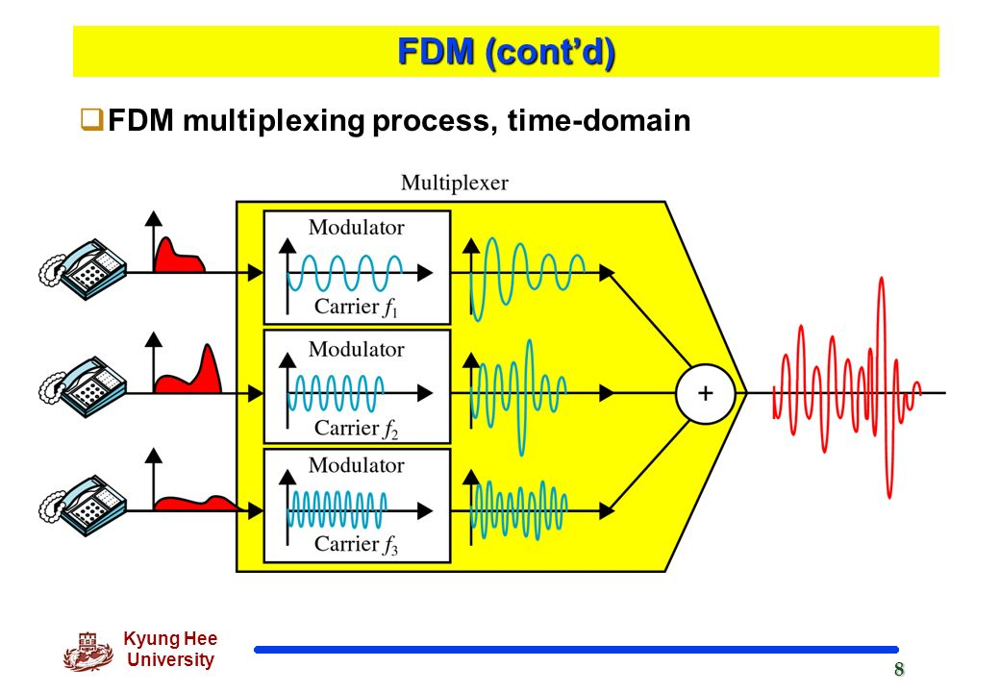 FDM (cont’d)
FDM multiplexing process, time-domain
Multiplexer
Modulator
Carrier f1
Modulator
Carrier f2
+
Modulator
Carrier f3
Kyung Hee
University
8